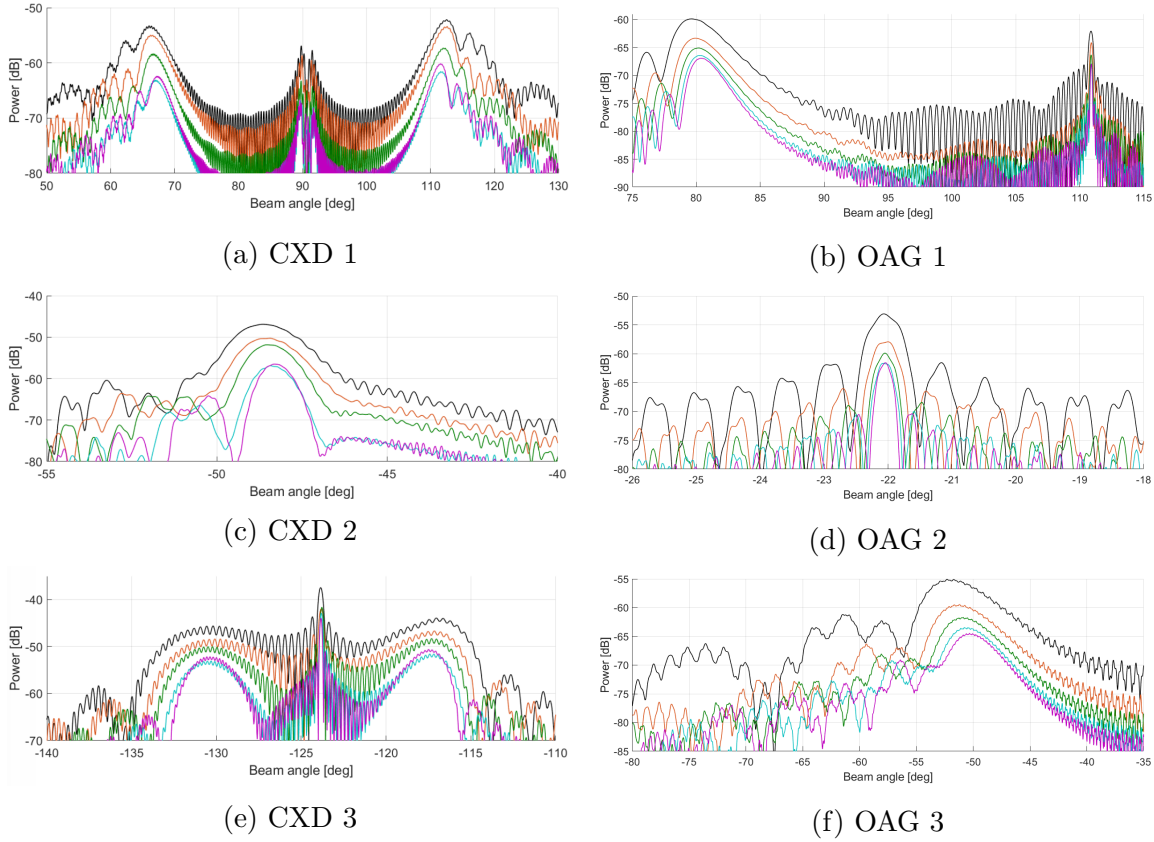 -50
-60
-70
-80
50 60 70 80 90 100 110 120 130
Power [dB]
Beam angle [deg]
(a) CXD 1
-60
-65
-70
-75
-80
-85
-90
75 80 85 90 95 100 105 110 115
Power [dB]
Beam angle [deg]
(b) OAG 1
-40
-50
-60
-70
-80
-55 -50 -45 -40
Power [dB]
Beam angle [deg]
(c) CXD 2
-50
-55
-60
-65
-70
-75
-80
-26 -25 -24 -23 -22 -21 -20 -19 -18
Power [dB]
Beam angle [deg]
(d) OAG 2
-40
-50
-60
-70
-140 -135 -130 -125 -120 -115 -110
Power [dB]
Beam angle [deg]
(e) CXD 3
-55
-60
-65
-70
-75
-80
-85
-80 -75 -70 -65 -60 -55 -50 -45 -40 -35
Power [dB]
Beam angle [deg]
(f) OAG 3